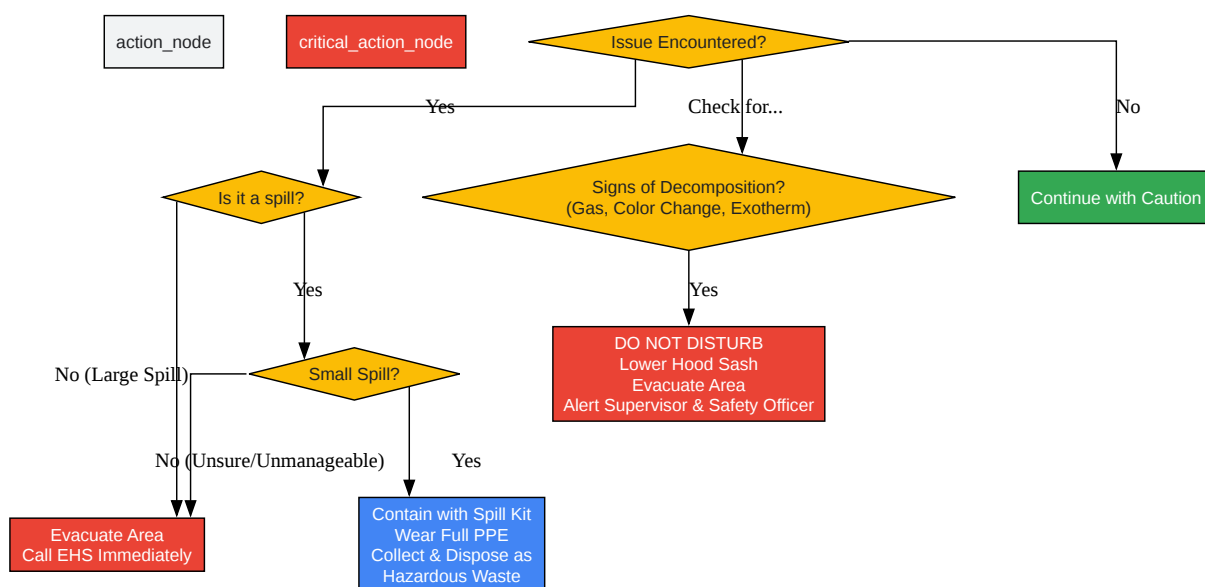 action_node
critical_action_node
Issue Encountered?
Yes
Check for...
No
Is it a spill?
Signs of Decomposition?
(Gas, Color Change, Exotherm)
Continue with Caution
Yes
Yes
DO NOT DISTURB
Lower Hood Sash
Evacuate Area
Alert Supervisor & Safety Officer
No (Large Spill)
Small Spill?
No (Unsure/Unmanageable)
Yes
Evacuate Area
Call EHS Immediately
Contain with Spill Kit
Wear Full PPE
Collect & Dispose as
Hazardous Waste